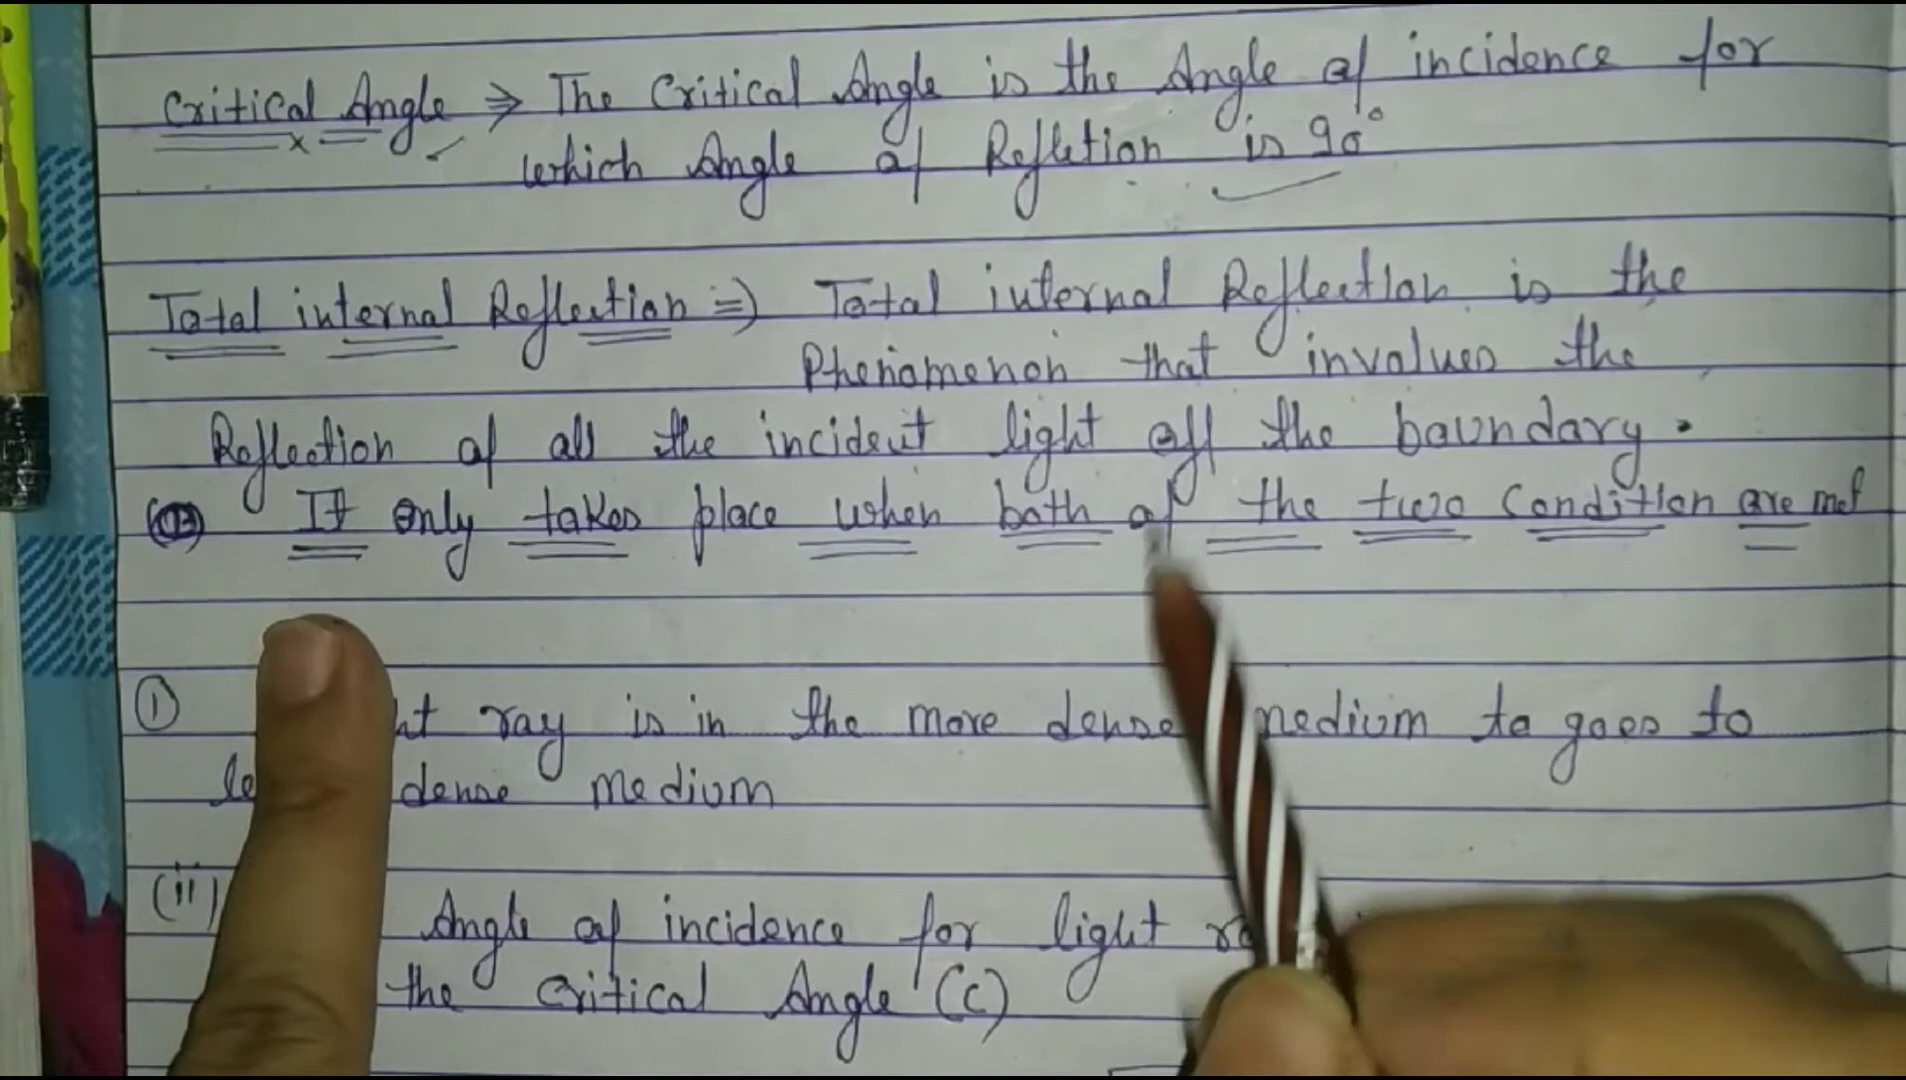 Critical Angle ⇒ The Critical Angle is the Angle of incidence for
which Angle of Refletion is 90°
Total internal Reflection ⇒ Total internal Reflection is the
Phenomenon that involves the
Reflection of all the incident light off the boundary.
It only takes place when both of the two Condition are met
① ht ray is in the more dense medium to goes to
le dense medium
(ii) Angle of incidence for light
the critical Angle (C)